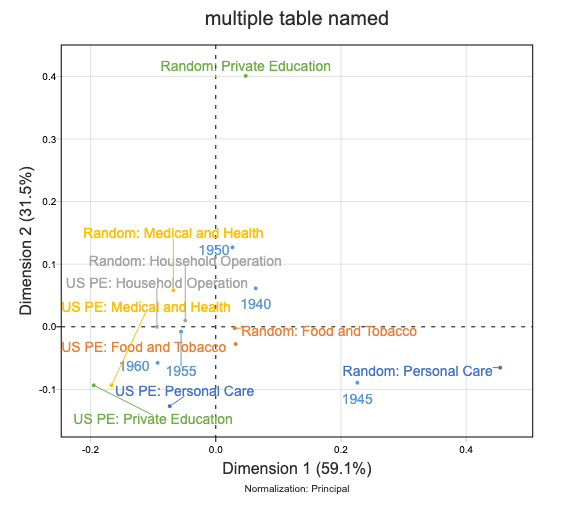 multiple table named
Random: Private Education
0.4
0.3
0.2
Random: Medical and Health
1950
Random: Household Operation
0.1
US PE: Household Operation
1940
US PE: Medical and Health
0.0
Random: Food and Tobacco
US PE: Food and Tobacco
1960
1955
Random: Personal Care
-0.1
US PE: Personal Care
1945
US PE: Private Education
-0.2
0.0
0.2
0.4
Dimension 2 (31.5%)
Dimension 1 (59.1%)
Normalization: Principal